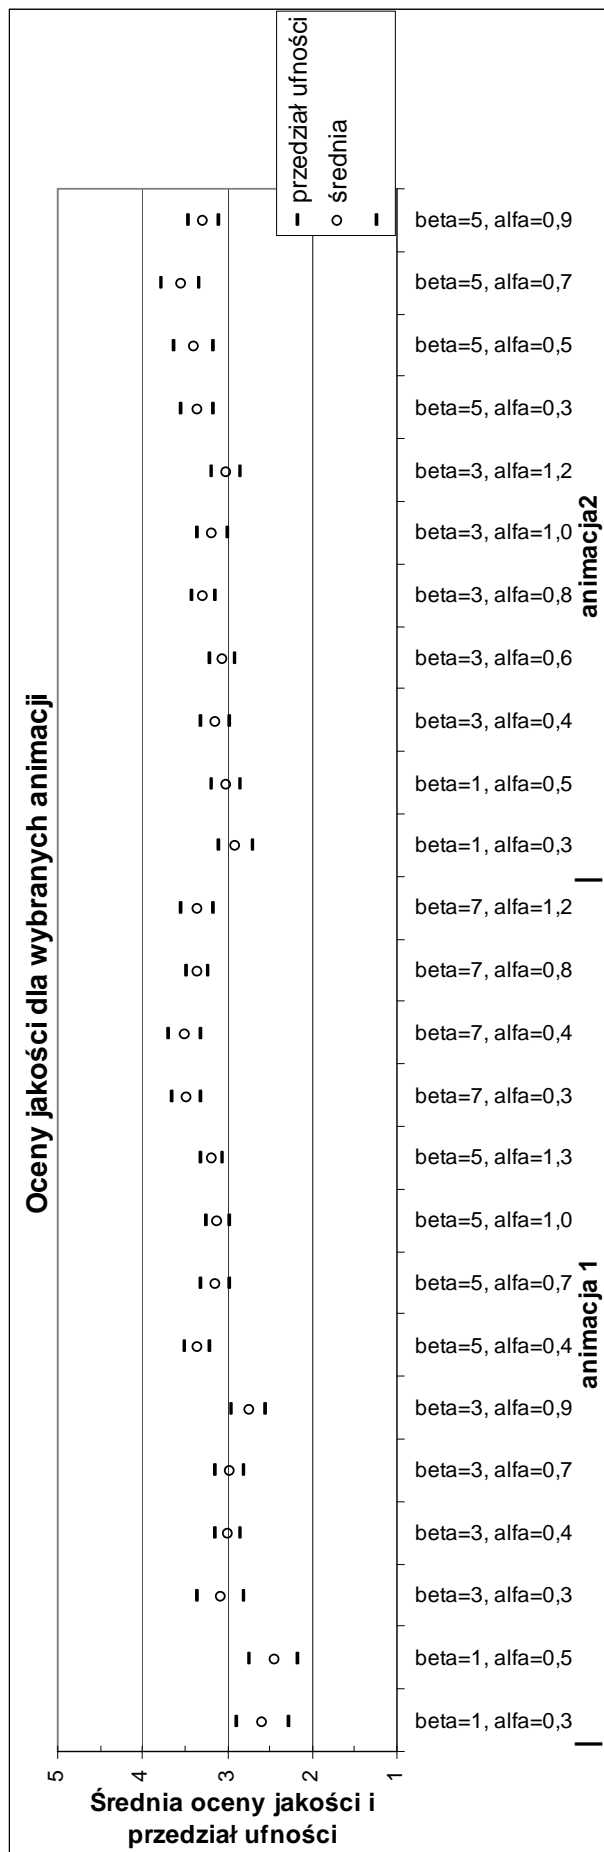 Oceny jakości dla wybranych animacji
5
4
3
2
1
Średnia oceny jakości i
przedział ufności
beta=1, alfa=0,3
beta=1, alfa=0,5
beta=3, alfa=0,3
beta=3, alfa=0,4
beta=3, alfa=0,7
beta=3, alfa=0,9
beta=5, alfa=0,4
beta=5, alfa=0,7
beta=5, alfa=1,0
beta=5, alfa=1,3
beta=7, alfa=0,3
beta=7, alfa=0,4
beta=7, alfa=0,8
beta=7, alfa=1,2
beta=1, alfa=0,3
beta=1, alfa=0,5
beta=3, alfa=0,4
beta=3, alfa=0,6
beta=3, alfa=0,8
beta=3, alfa=1,0
beta=3, alfa=1,2
beta=5, alfa=0,3
beta=5, alfa=0,5
beta=5, alfa=0,7
beta=5, alfa=0,9
animacja 1
animacja2
przedział ufności
średnia